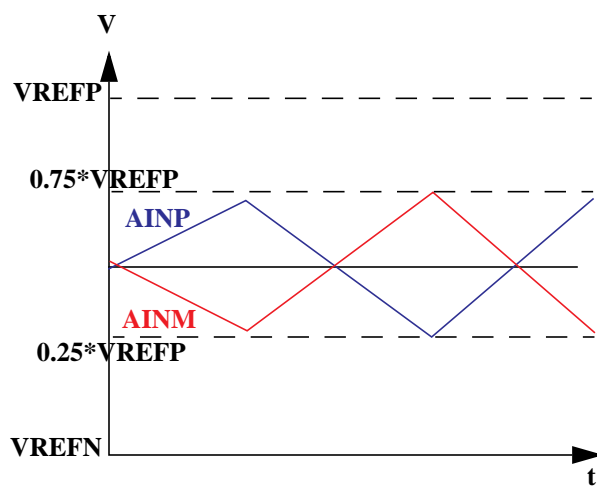 V
VREFP
0.75*VREFP
AINP
AINM
0.25*VREFP
VREFN
t